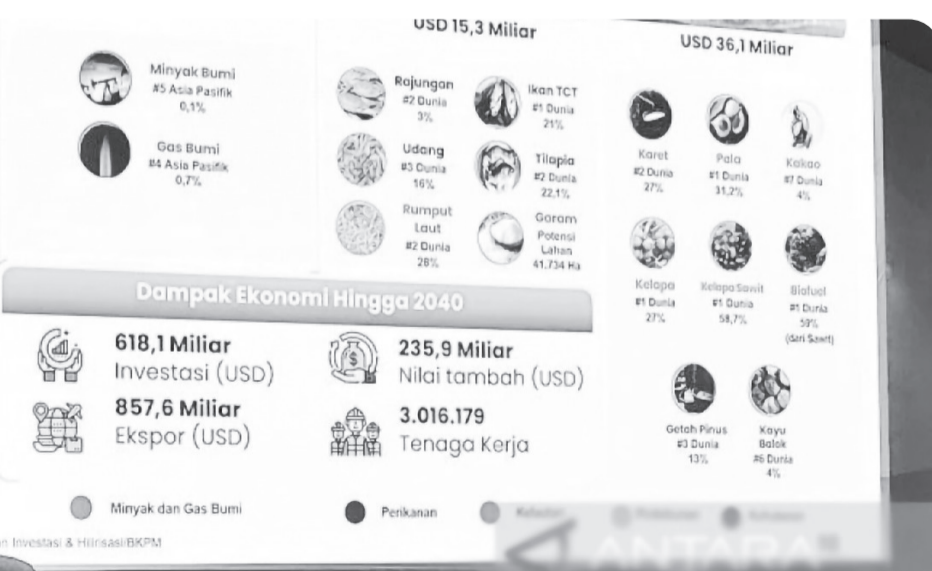 USD 15,3 Miliar
USD 36,1 Miliar
Minyak Bumi
#5 Asia Pasifik
0,1%
Gas Bumi
#4 Asia Pasifik
0,7%
Rajungan
#2 Dunia
3%
Ikan TCT
#1 Dunia
21%
Udang
#5 Dunia
16%
Tilapia
#2 Dunia
22,1%
Rumput
Laut
#2 Dunia
28%
Garam
Potensi
Lahan
41.734 Ha
Karet
#2 Dunia
27%
Pala
#1 Dunia
31,2%
Kakao
#7 Dunia
4%
Kelapa
#1 Dunia
27%
Kelapa Sawit
#1 Dunia
58,7%
Biofuel
#1 Dunia
59%
(dari Sawit)
Getah Pinus
#3 Dunia
13%
Kayu
Balok
#6 Dunia
4%
Dampak Ekonomi Hingga 2040
618,1 Miliar
Investasi (USD)
235,9 Miliar
Nilai tambah (USD)
857,6 Miliar
Ekspor (USD)
3.016.179
Tenaga Kerja
Minyak dan Gas Bumi
Perikanan
Investasi & Hilirisasi/BKPM
ANTARA